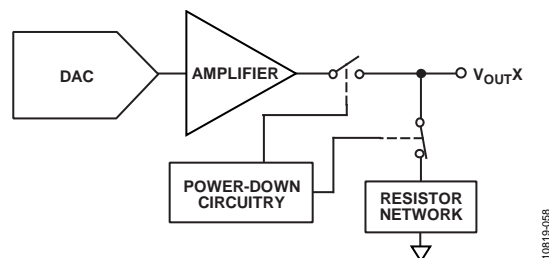 DAC
AMPLIFIER
VOUTX
POWER-DOWN
CIRCUITRY
RESISTOR
NETWORK
10819-058